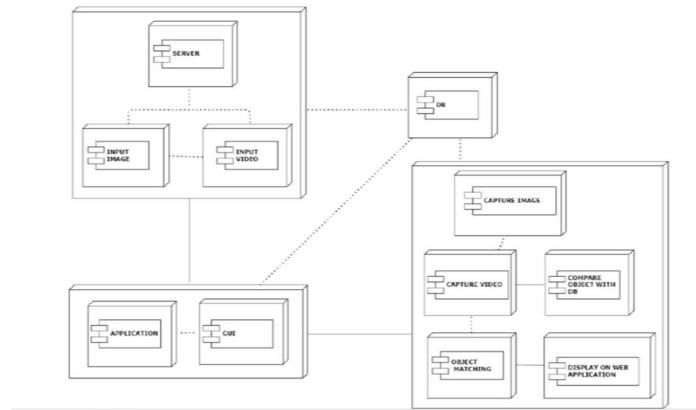 SERVER
DB
INPUT
IMAGE
INPUT
VIDEO
CAPTURE IMAGE
CAPTURE VIDEO
COMPARE
OBJECT WITH
DB
APPLICATION
GUI
OBJECT
MATCHING
DISPLAY ON WEB
APPLICATION